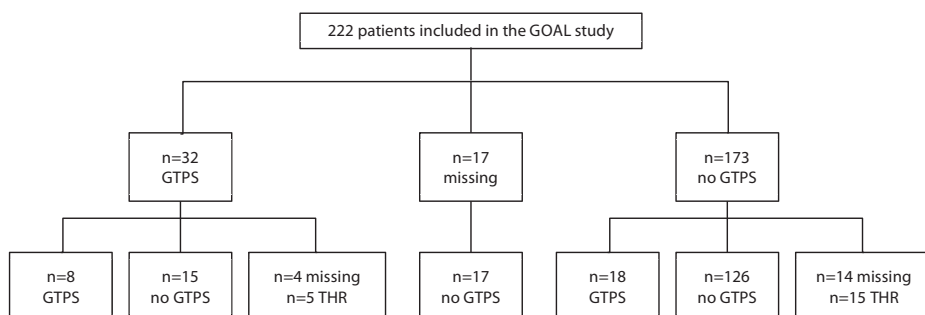 222 patients included in the GOAL study
n=32
GTPS
n=17
missing
n=173
no GTPS
n=8
GTPS
n=15
no GTPS
n=4 missing
n=5 THR
n=17
no GTPS
n=18
GTPS
n=126
no GTPS
n=14 missing
n=15 THR